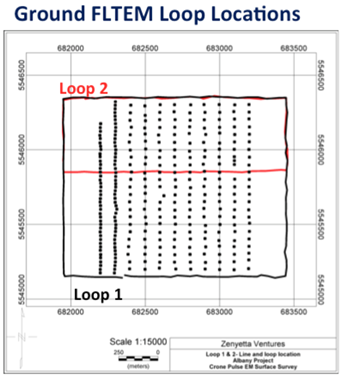 Ground FLTEM Loop Locations
682000 682500 683000 683500
Loop 2
5546500 5546500
5546000 5546000
5545500 5545500
5545000 5545000
Loop 1
682000 682500 683000 683500
N
Scale 1:15000
250 0 250
(meters)
Zenyetta Ventures
Loop 1 & 2- Line and loop location
Albany Project
Crone Pulse EM Surface Survey